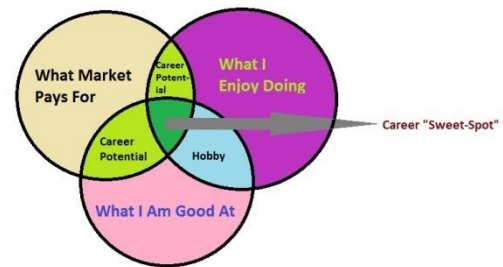 Career
Potent-
ial
What Market
Pays For
What I
Enjoy Doing
Career "Sweet-Spot"
Career
Potential
Hobby
What I Am Good At